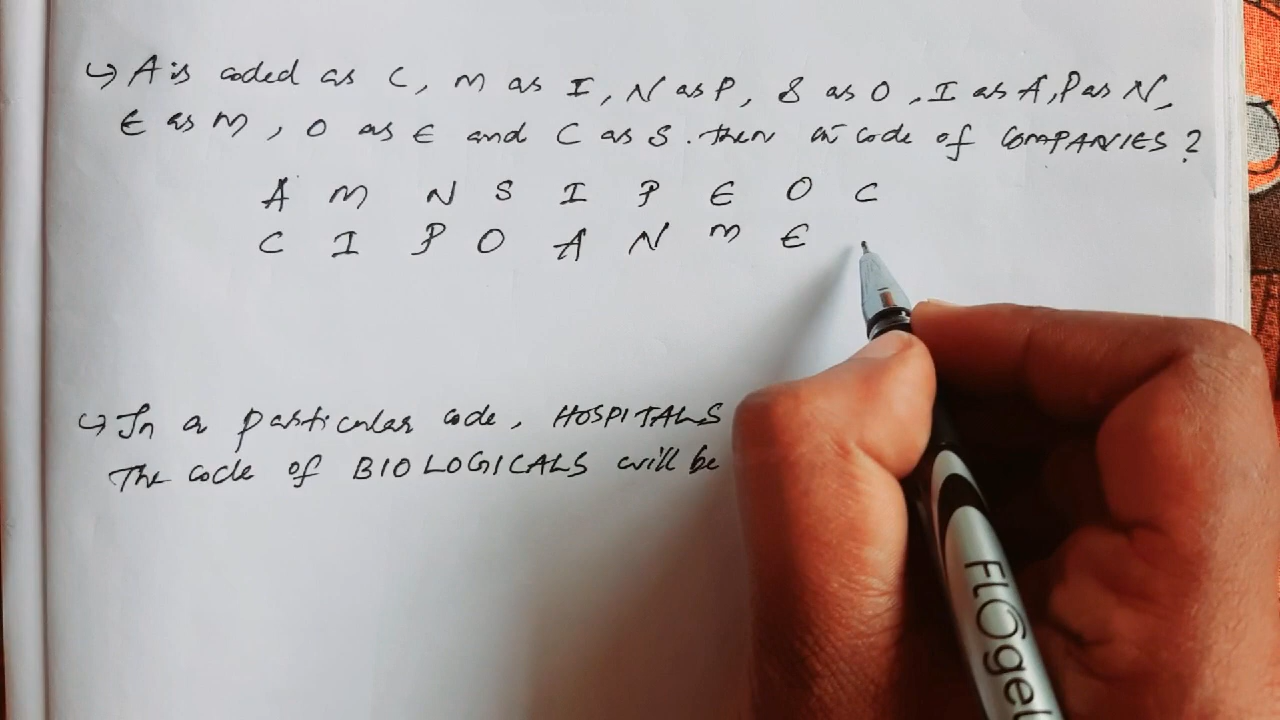 ↳ A is coded as C, M as I, N as P, S as O, I as A, P as N,
E as M, O as E and C as S. then in code of COMPANIES ?
A M N S I P E O C
C I P O A N M E
↳ In a particular code, HOSPITALS
The code of BIOLOGICALS will be
FLOgel